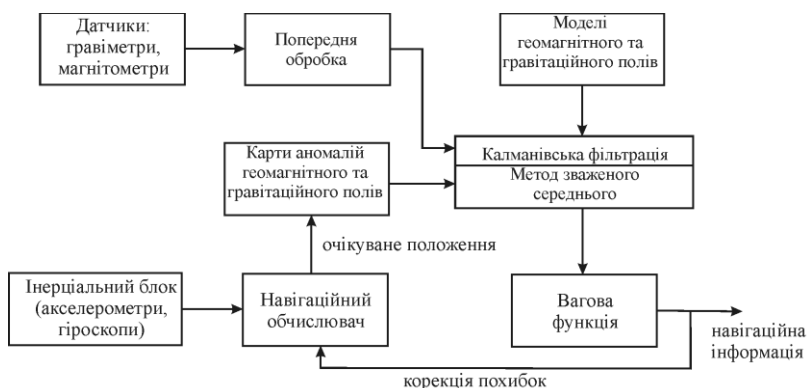 Датчики:
гравіметри,
магнітометри
Попередня
обробка
Моделі
геомагнітного та
гравітаційного полів
Карти аномалій
геомагнітного та
гравітаційного полів
Калманівська фільтрація
Метод зваженого
середнього
очікуване положення
Інерціальний блок
(акселерометри,
гіроскопи)
Навігаційний
обчислювач
Вагова
функція
навігаційна
інформація
корекція похибок